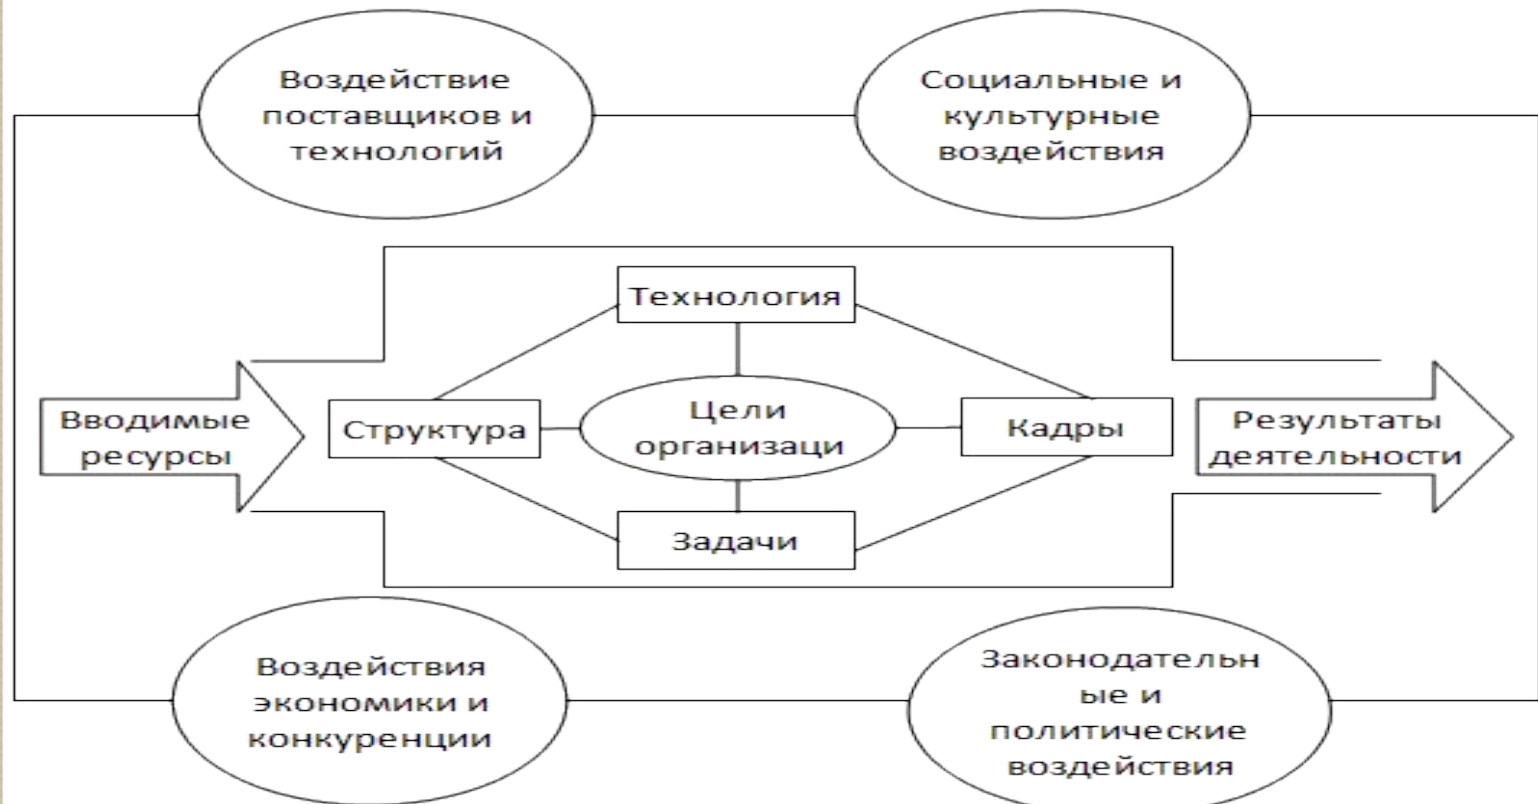 Воздействие
поставщиков и
технологий
Социальные и
культурные
воздействия
Технология
Вводимые
ресурсы
Структура
Цели
организаци
Кадры
Результаты
деятельности
Задачи
Воздействия
экономики и
конкуренции
Законодательн
ые и
политические
воздействия